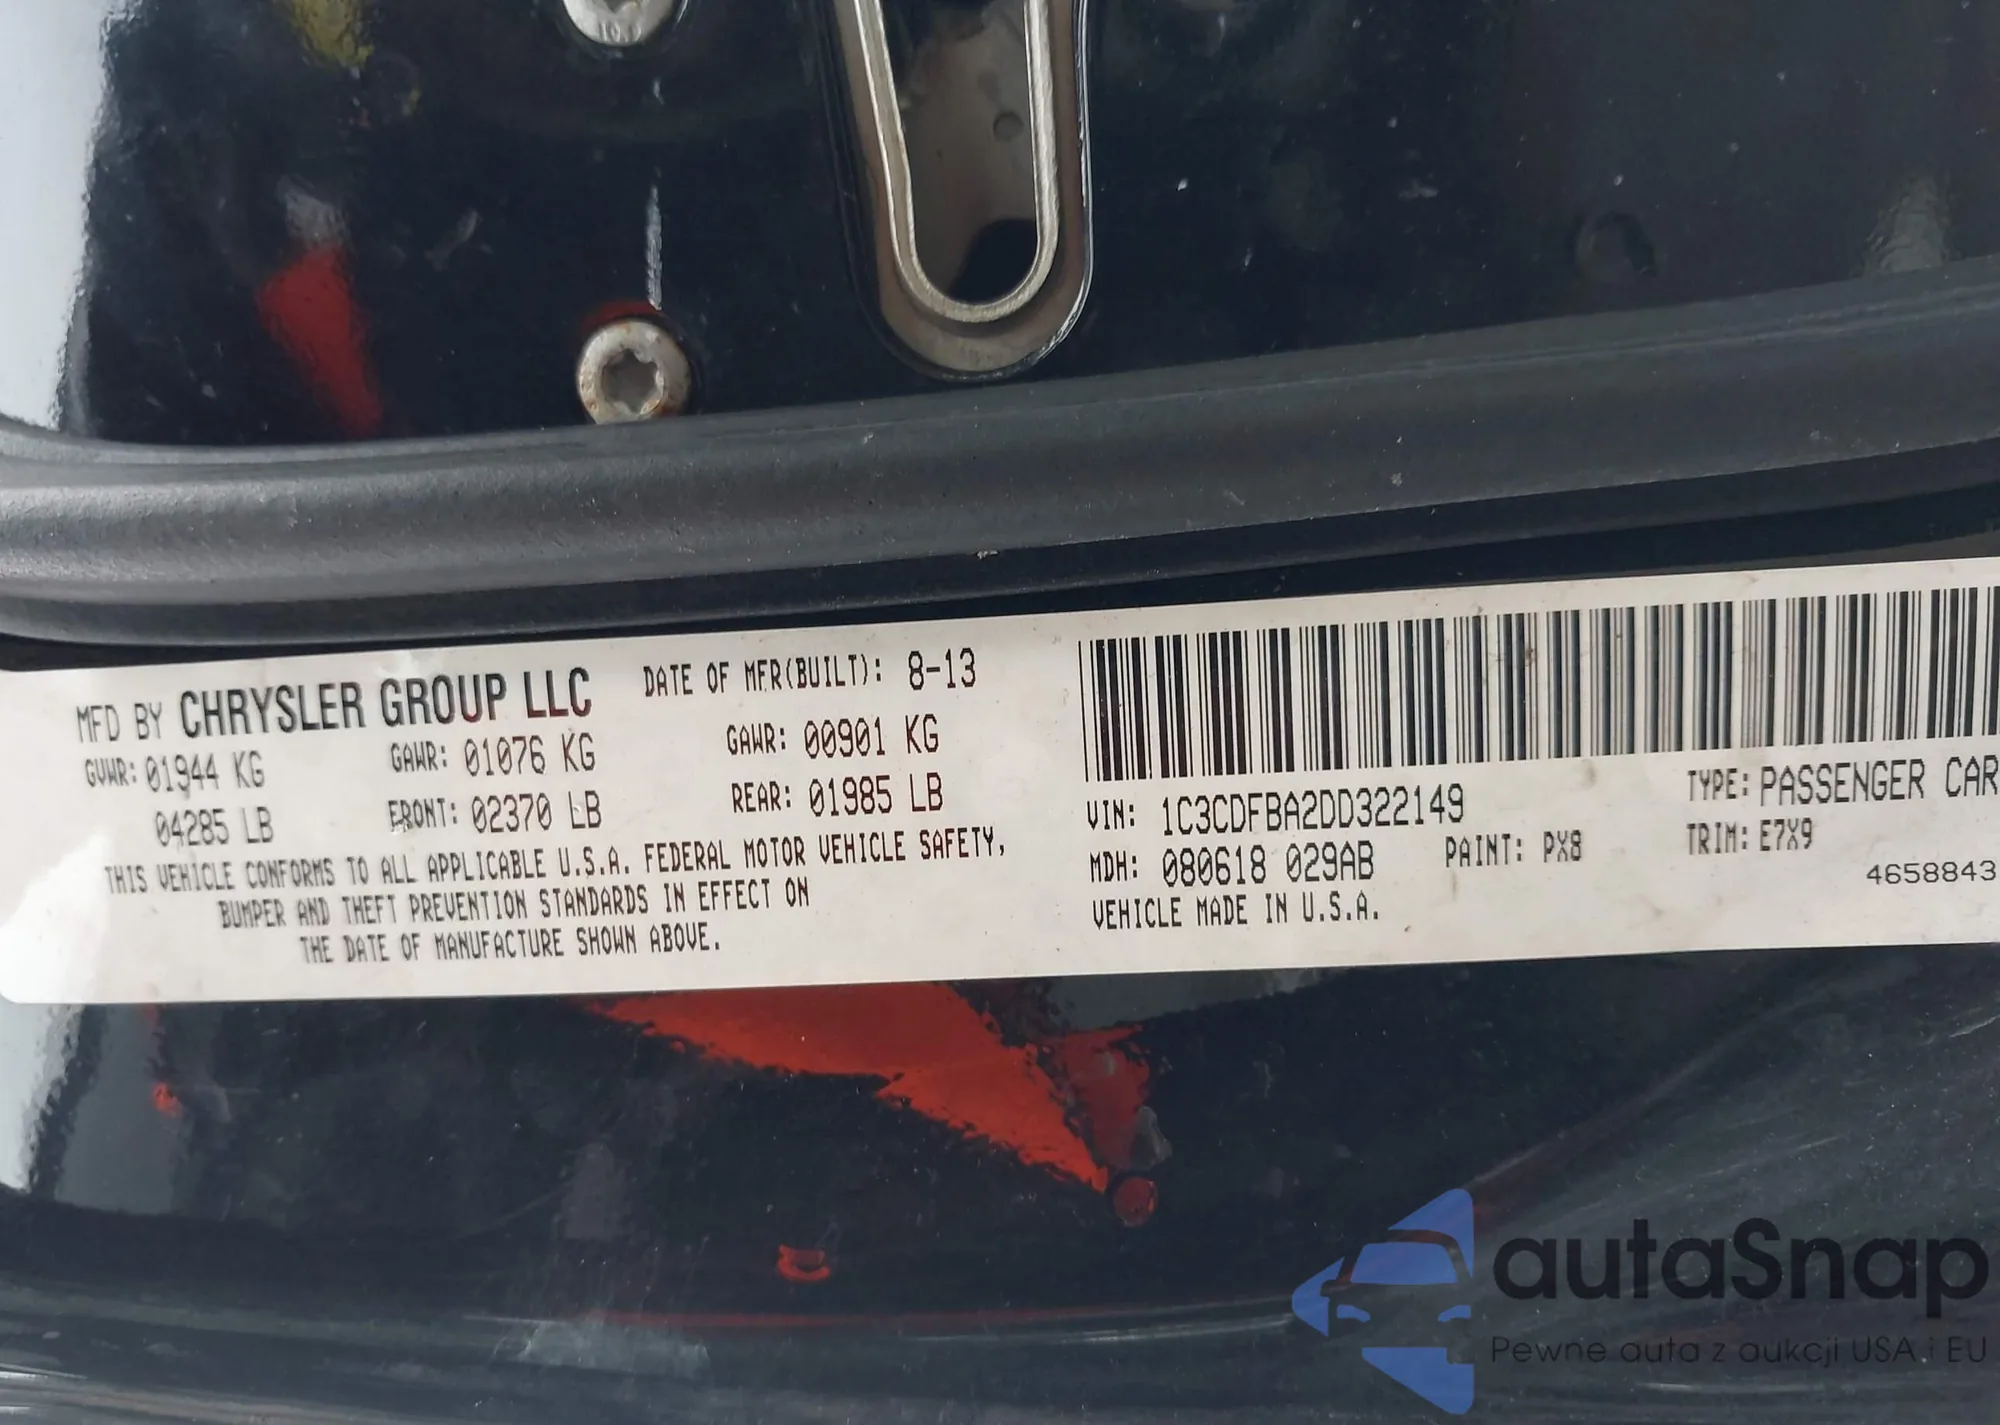 MFD BY CHRYSLER GROUP LLC DATE OF MFR(BUILT): 8-13
GVWR: 01944 KG GAWR: 01076 KG GAWR: 00901 KG
04285 LB FRONT: 02370 LB REAR: 01985 LB
THIS VEHICLE CONFORMS TO ALL APPLICABLE U.S.A. FEDERAL MOTOR VEHICLE SAFETY,
BUMPER AND THEFT PREVENTION STANDARDS IN EFFECT ON
THE DATE OF MANUFACTURE SHOWN ABOVE.
VIN: 1C3CDFBA2DD322149 TYPE: PASSENGER CAR
MDH: 080618 029AB PAINT: PX8 TRIM: E7X9
VEHICLE MADE IN U.S.A. 4658843
autaSnap
Pewne auta z aukcji USA i EU